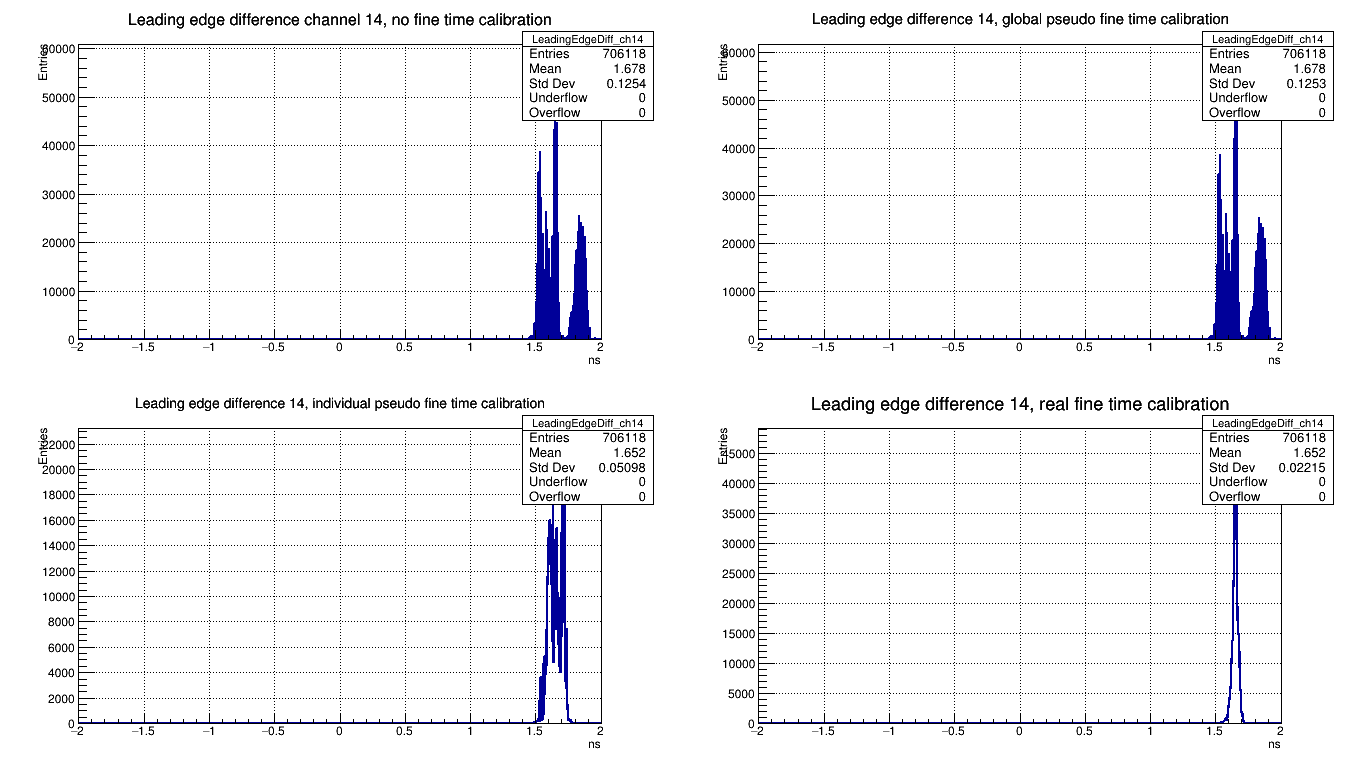 Leading edge difference channel 14, no fine time calibration
Entries
LeadingEdgeDiff_ch14
Entries 706118
Mean 1.678
Std Dev 0.1254
Underflow 0
Overflow 0
60000
50000
40000
30000
20000
10000
0
−2 −1.5 −1 −0.5 0 0.5 1 1.5 2
ns
Leading edge difference 14, global pseudo fine time calibration
Entries
LeadingEdgeDiff_ch14
Entries 706118
Mean 1.678
Std Dev 0.1253
Underflow 0
Overflow 0
60000
50000
40000
30000
20000
10000
0
−2 −1.5 −1 −0.5 0 0.5 1 1.5 2
ns
Leading edge difference 14, individual pseudo fine time calibration
Entries
LeadingEdgeDiff_ch14
Entries 706118
Mean 1.652
Std Dev 0.05098
Underflow 0
Overflow 0
22000
20000
18000
16000
14000
12000
10000
8000
6000
4000
2000
0
−2 −1.5 −1 −0.5 0 0.5 1 1.5 2
ns
Leading edge difference 14, real fine time calibration
Entries
LeadingEdgeDiff_ch14
Entries 706118
Mean 1.652
Std Dev 0.02215
Underflow 0
Overflow 0
45000
40000
35000
30000
25000
20000
15000
10000
5000
0
−2 −1.5 −1 −0.5 0 0.5 1 1.5 2
ns